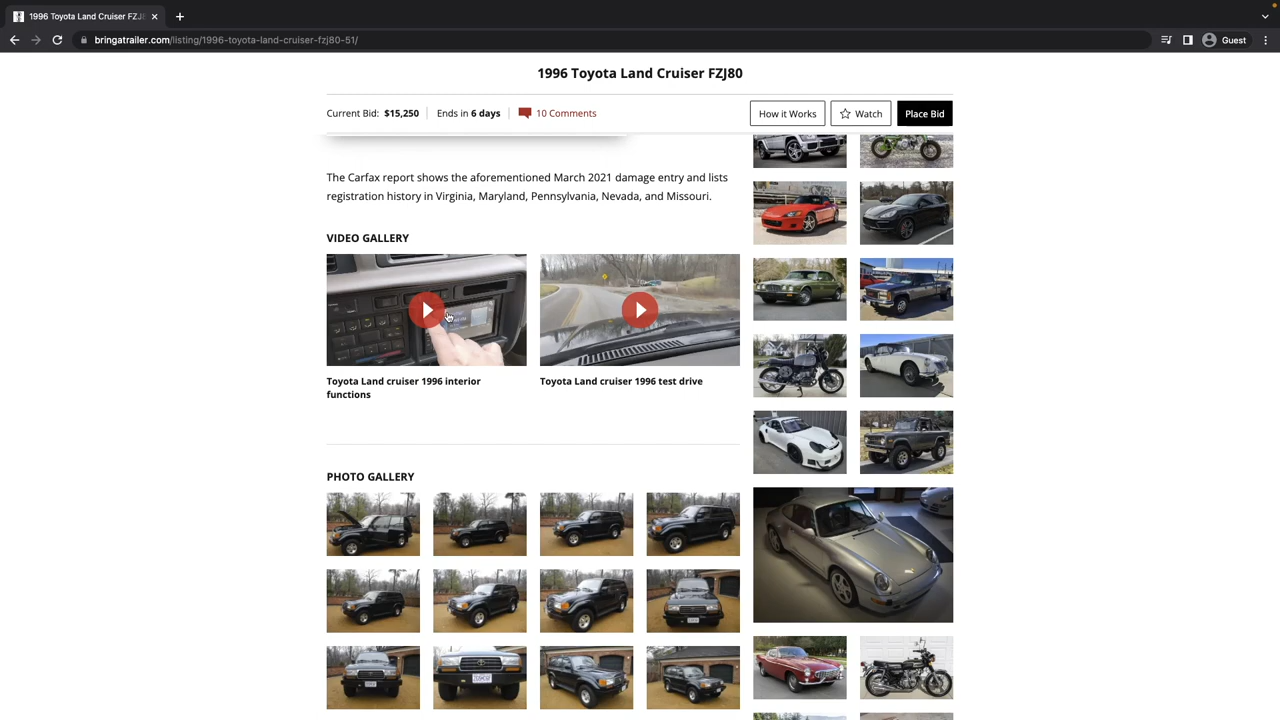 1996 Toyota Land Cruiser FZJ8
bringatrailer.com/listing/1996-toyota-land-cruiser-fzj80-51/
Guest
1996 Toyota Land Cruiser FZJ80
Current Bid: $15,250
Ends in 6 days
10 Comments
How it Works
Watch
Place Bid
The Carfax report shows the aforementioned March 2021 damage entry and lists
registration history in Virginia, Maryland, Pennsylvania, Nevada, and Missouri.
VIDEO GALLERY
Toyota Land cruiser 1996 interior
functions
Toyota Land cruiser 1996 test drive
PHOTO GALLERY